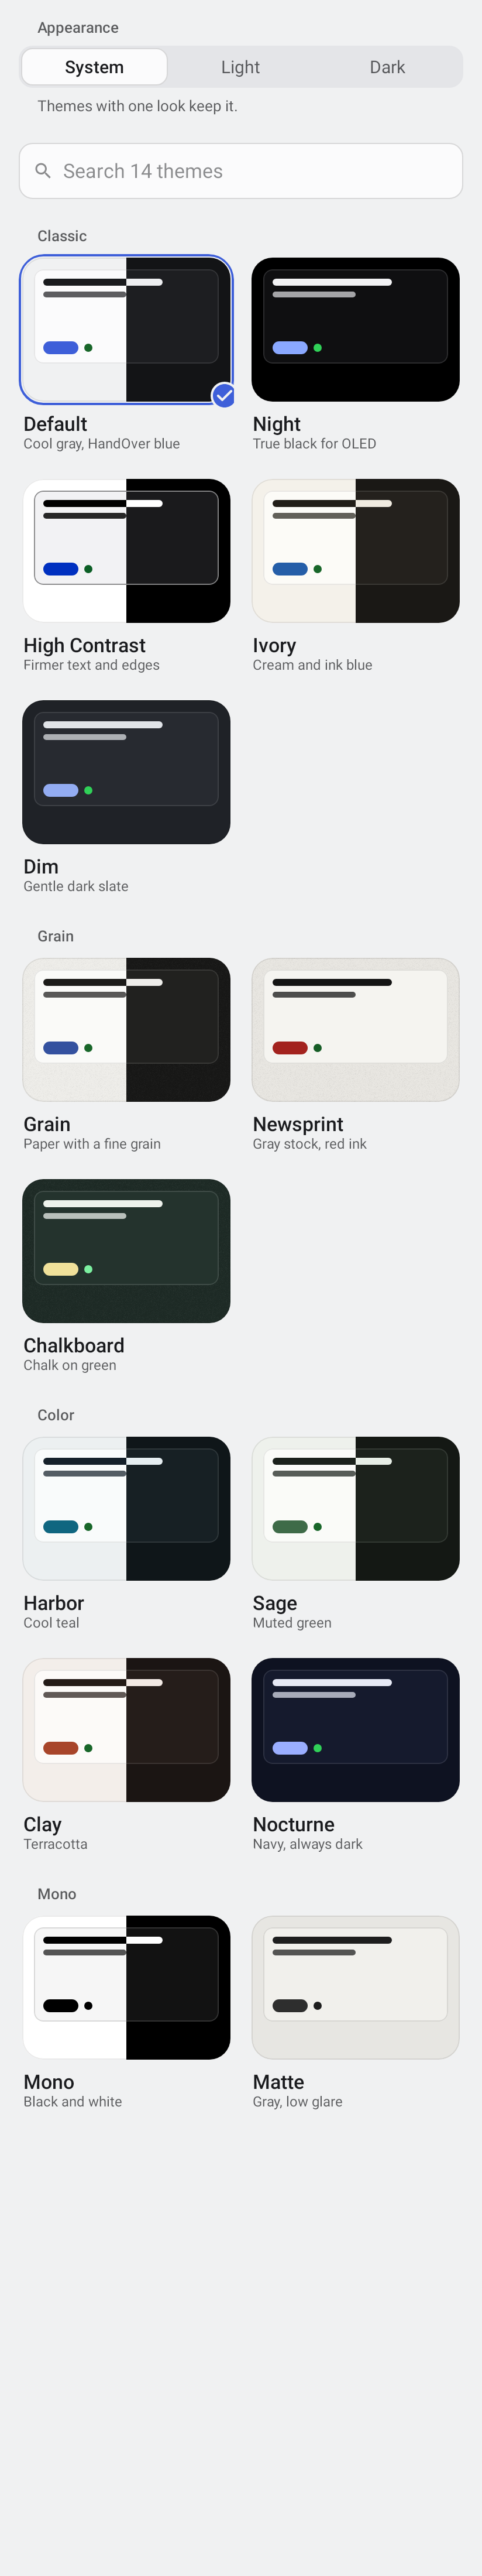 Appearance
System
Light
Dark
Themes with one look keep it.
Search 14 themes
Classic
Default
Cool gray, HandOver blue
Night
True black for OLED
High Contrast
Firmer text and edges
Ivory
Cream and ink blue
Dim
Gentle dark slate
Grain
Grain
Paper with a fine grain
Newsprint
Gray stock, red ink
Chalkboard
Chalk on green
Color
Harbor
Cool teal
Sage
Muted green
Clay
Terracotta
Nocturne
Navy, always dark
Mono
Mono
Black and white
Matte
Gray, low glare